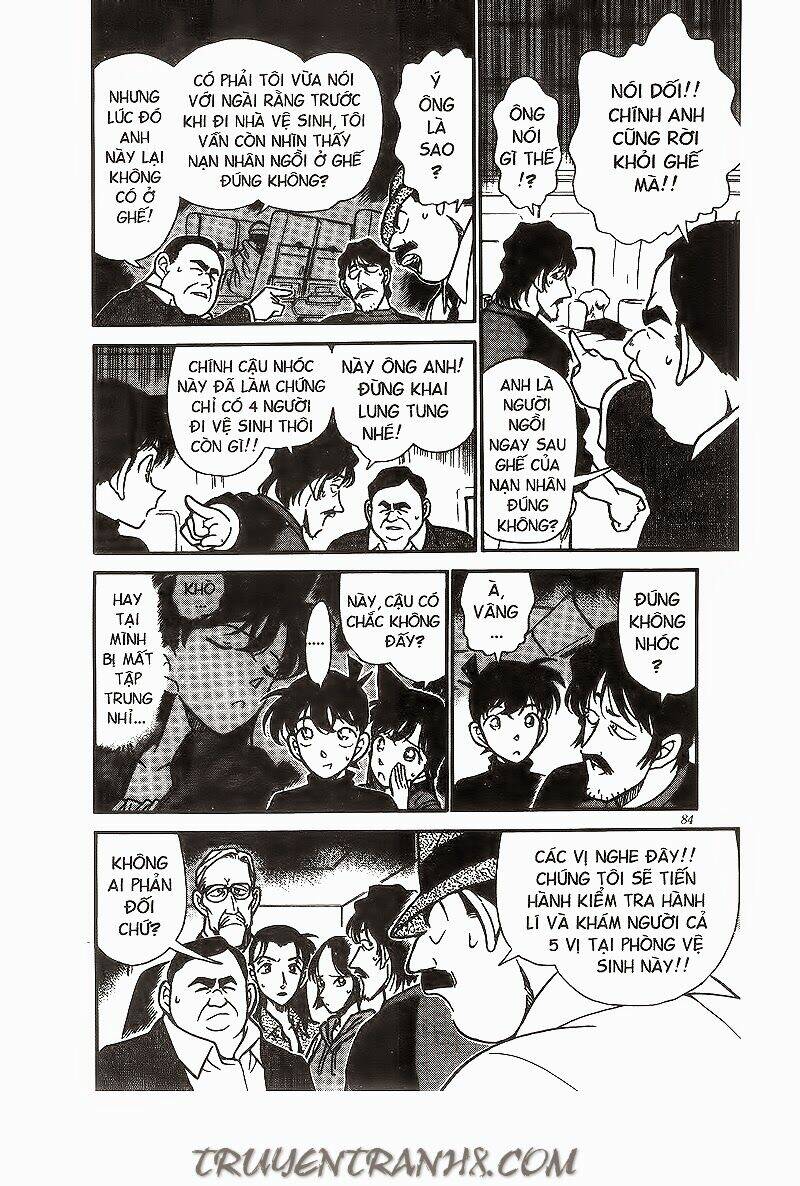 NÓI DỐI!!
CHÍNH ANH
CŨNG RỜI
KHỎI GHẾ
MÀ!!
ÔNG
NÓI
GÌ THẾ
!?
ANH LÀ
NGƯỜI
NGỒI
NGAY SAU
GHẾ CỦA
NẠN NHÂN
ĐÚNG
KHÔNG?
Ý
ÔNG
LÀ
SAO
?
CÓ PHẢI TÔI VỪA NÓI
VỚI NGÀI RẰNG TRƯỚC
KHI ĐI NHÀ VỆ SINH, TÔI
VẪN CÒN NHÌN THẤY
NẠN NHÂN NGỒI Ở GHẾ
ĐÚNG KHÔNG?
NHƯNG
LÚC ĐÓ
ANH
NÀY LẠI
KHÔNG
CÓ Ở
GHẾ!
NÀY ÔNG ANH!
ĐỪNG KHAI
LUNG TUNG
NHÉ!
CHÍNH CẬU NHÓC
NÀY ĐÃ LÀM CHỨNG
CHỈ CÓ 4 NGƯỜI
ĐI VỆ SINH THÔI
CÒN GÌ!!
ĐÚNG
KHÔNG
NHÓC
?
À,
VÂNG
...
NÀY, CẬU CÓ
CHẮC KHÔNG
ĐẤY?
.....
KHÒ
HAY
TẠI
MÌNH
BỊ MẤT
TẬP
TRUNG
NHỈ...
84
CÁC VỊ NGHE ĐÂY!!
CHÚNG TÔI SẼ TIẾN
HÀNH KIỂM TRA HÀNH
LÍ VÀ KHÁM NGƯỜI CẢ
5 VỊ TẠI PHÒNG VỆ
SINH NÀY!!
KHÔNG
AI PHẢN
ĐỐI
CHỨ?
TRUYENTRANH8.COM